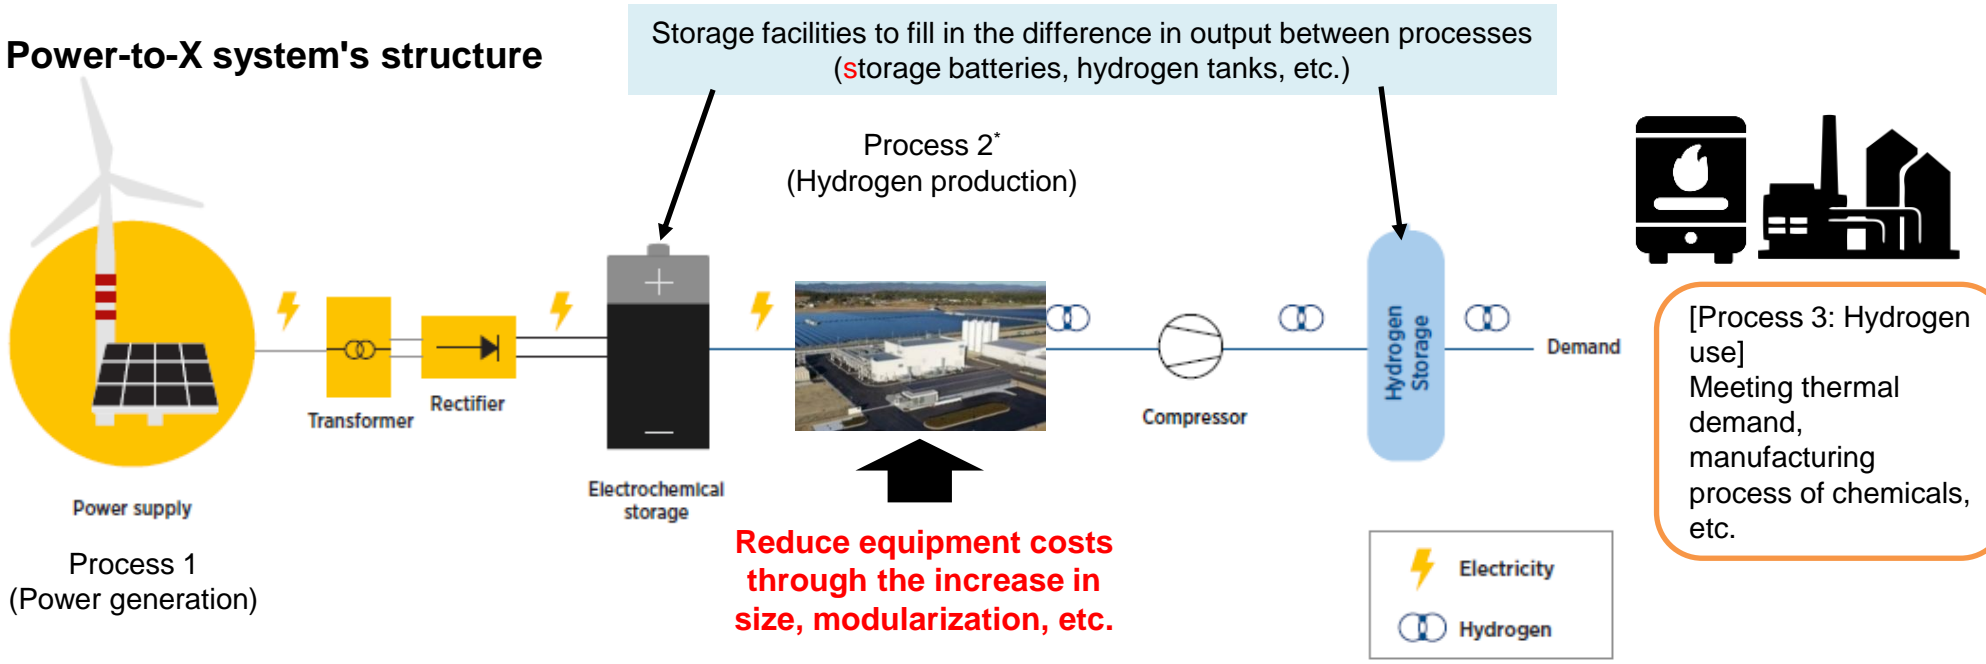 Power-to-X system's structure
Storage facilities to fill in the difference in output between processes
(storage batteries, hydrogen tanks, etc.)
Process 2*
(Hydrogen production)
Transformer
Rectifier
Electrochemical
storage
Compressor
Hydrogen
Storage
Demand
Power supply
Process 1
(Power generation)
Reduce equipment costs
through the increase in
size, modularization, etc.
Electricity
Hydrogen
[Process 3: Hydrogen
use]
Meeting thermal
demand,
manufacturing
process of chemicals,
etc.